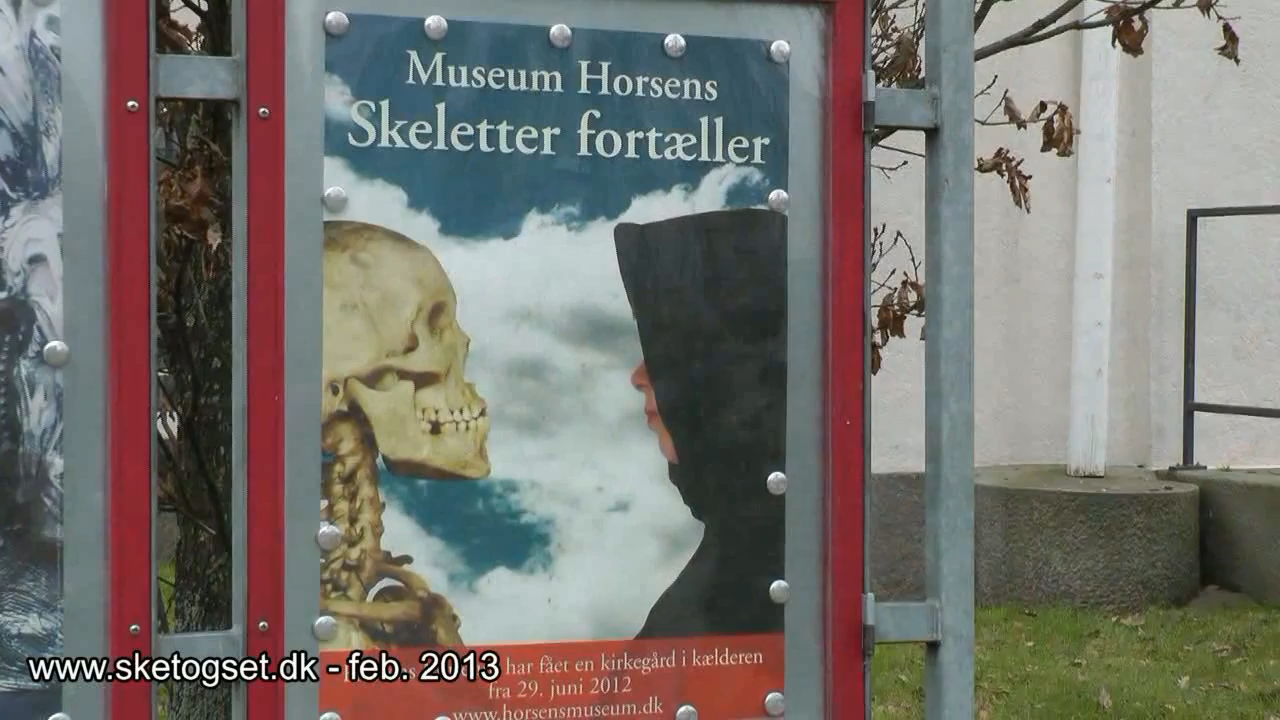 Museum Horsens
Skeletter fortæller
har fået en kirkegård i kælderen
fra 29. juni 2012
www.horsensmuseum.dk
www.sketogset.dk - feb. 2013